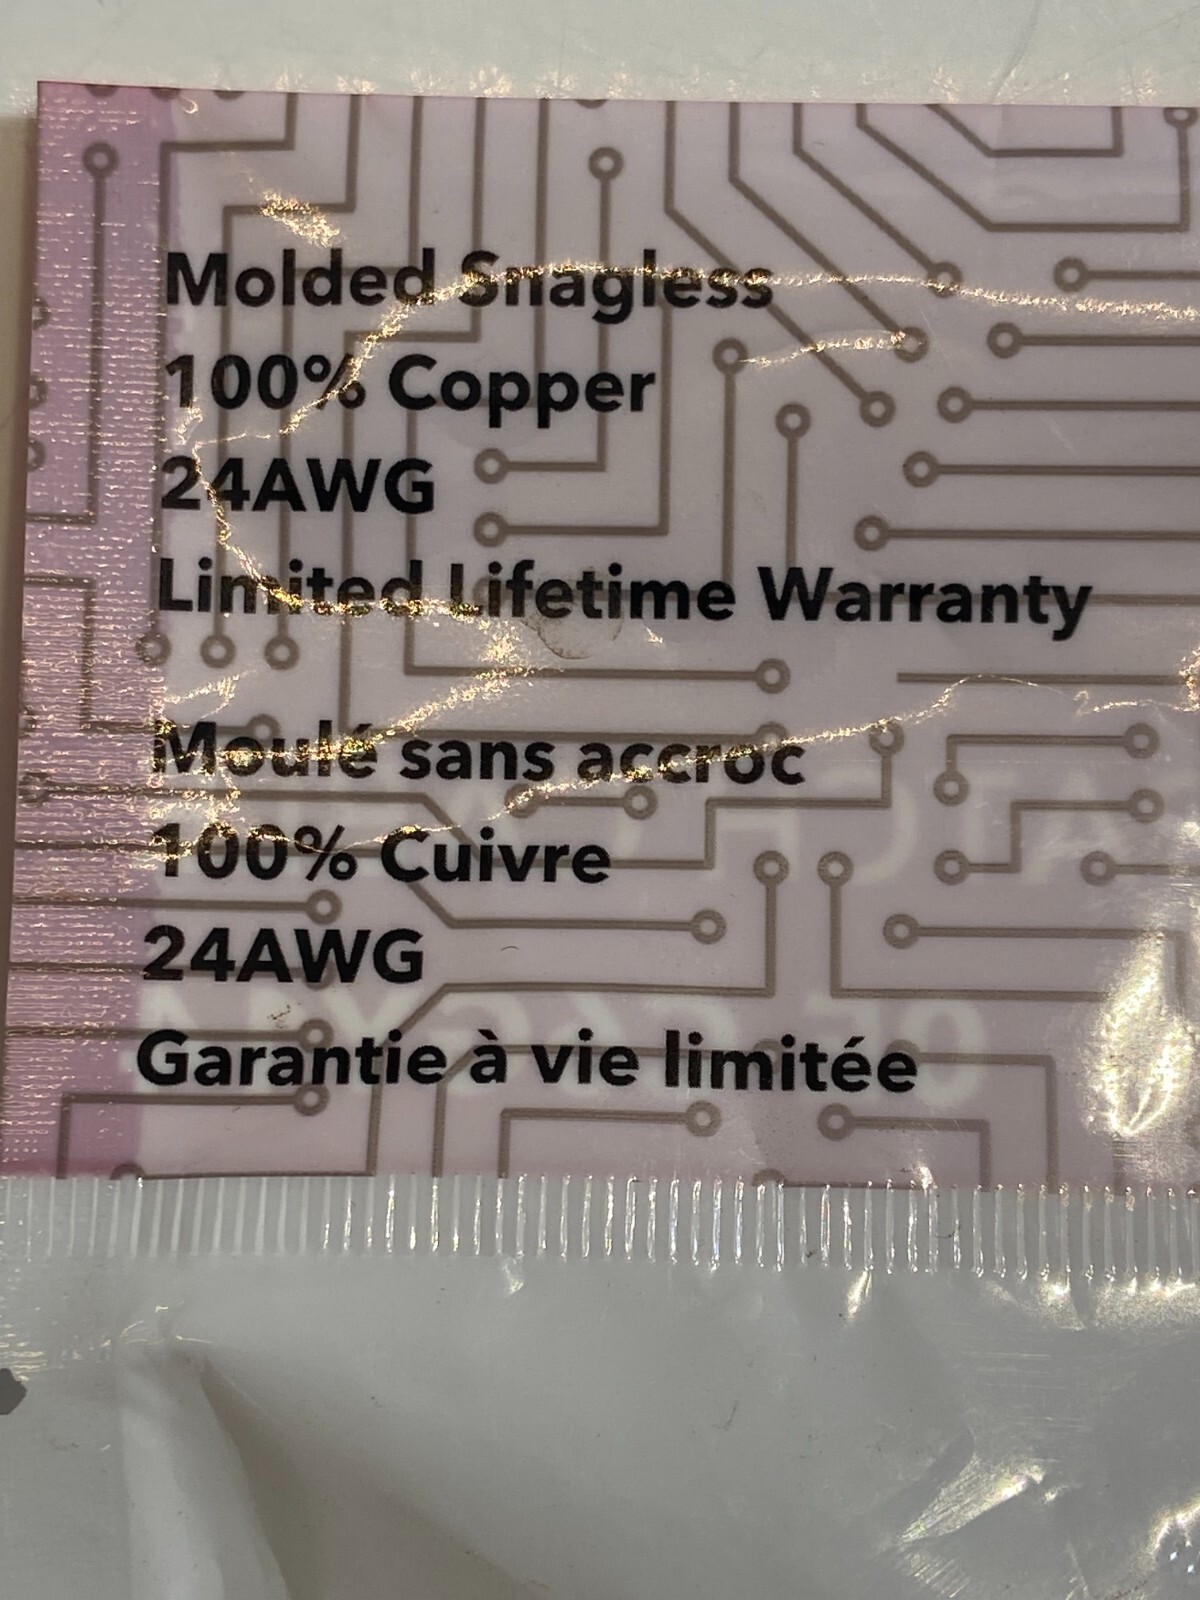 Molded Snagless
100% Copper
24AWG
Limited Lifetime Warranty
Moulé sans accroc
100% Cuivre
24AWG
Garantie à vie limitée